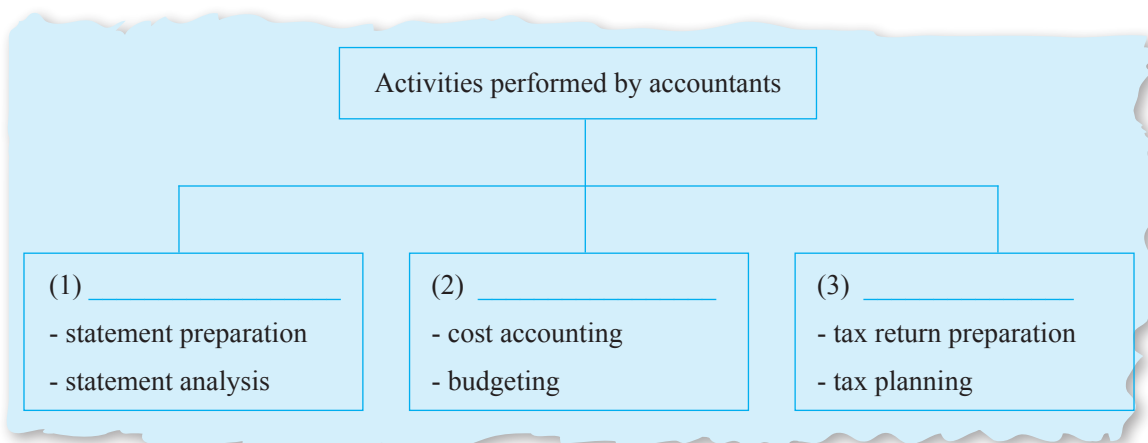 Activities performed by accountants
(1) ____________________
- statement preparation
- statement analysis
(2) ____________________
- cost accounting
- budgeting
(3) ____________________
- tax return preparation
- tax planning